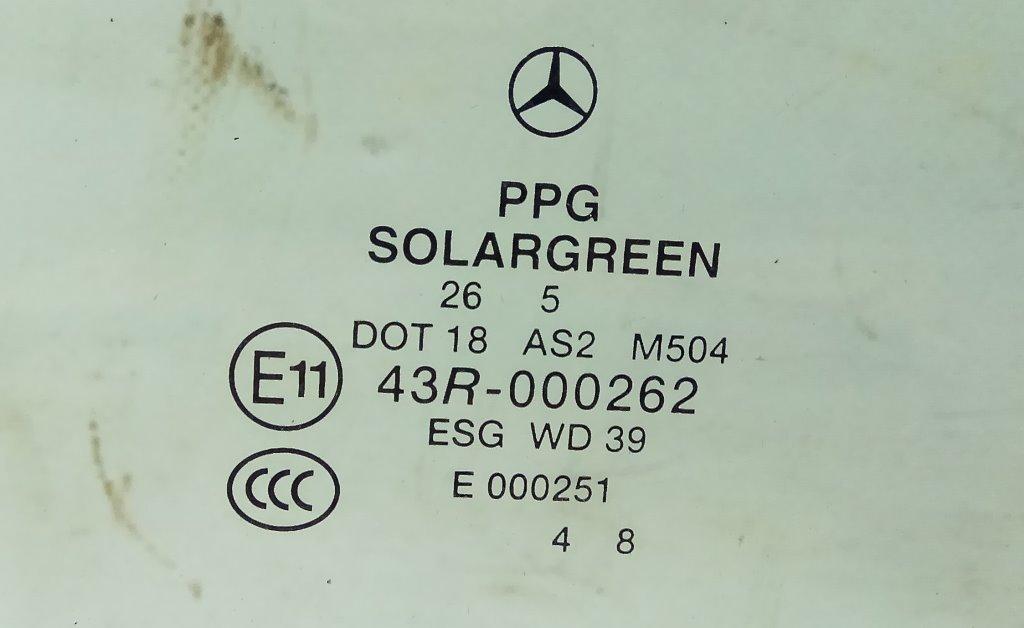 PPG
SOLARGREEN
26 5
DOT 18 AS2 M504
E11 43R-000262
ESG WD 39
CCC E 000251
4 8